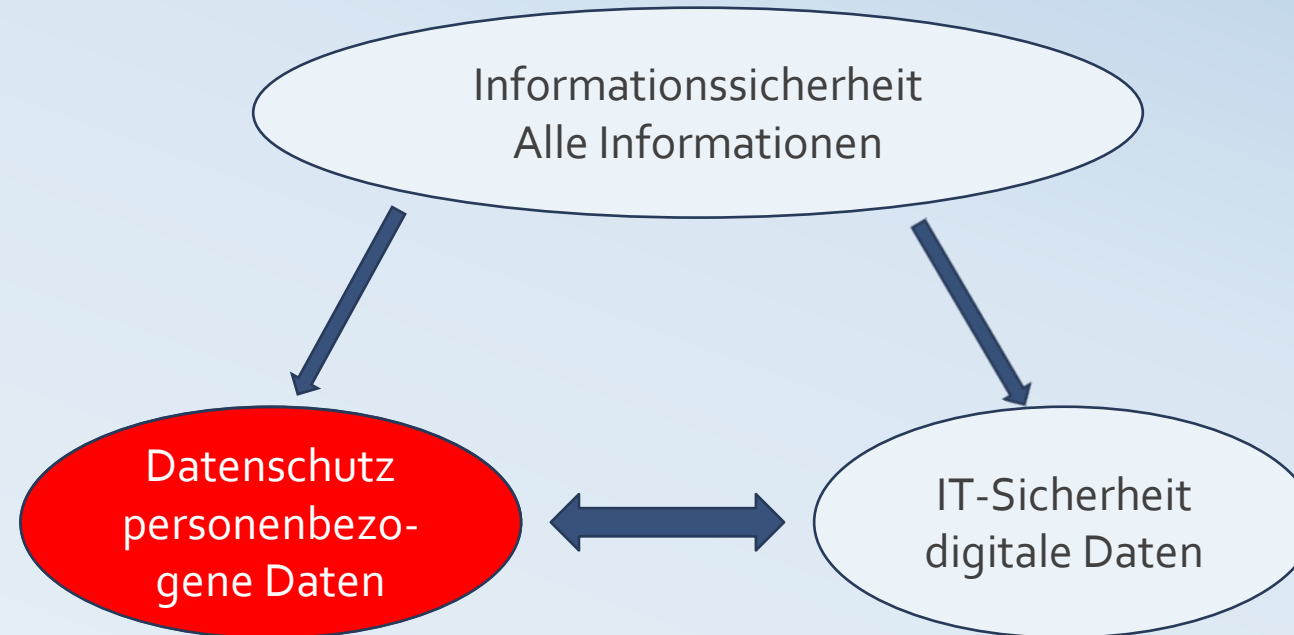 Informationssicherheit
Alle Informationen
Datenschutz
personenbezo-
gene Daten
IT-Sicherheit
digitale Daten